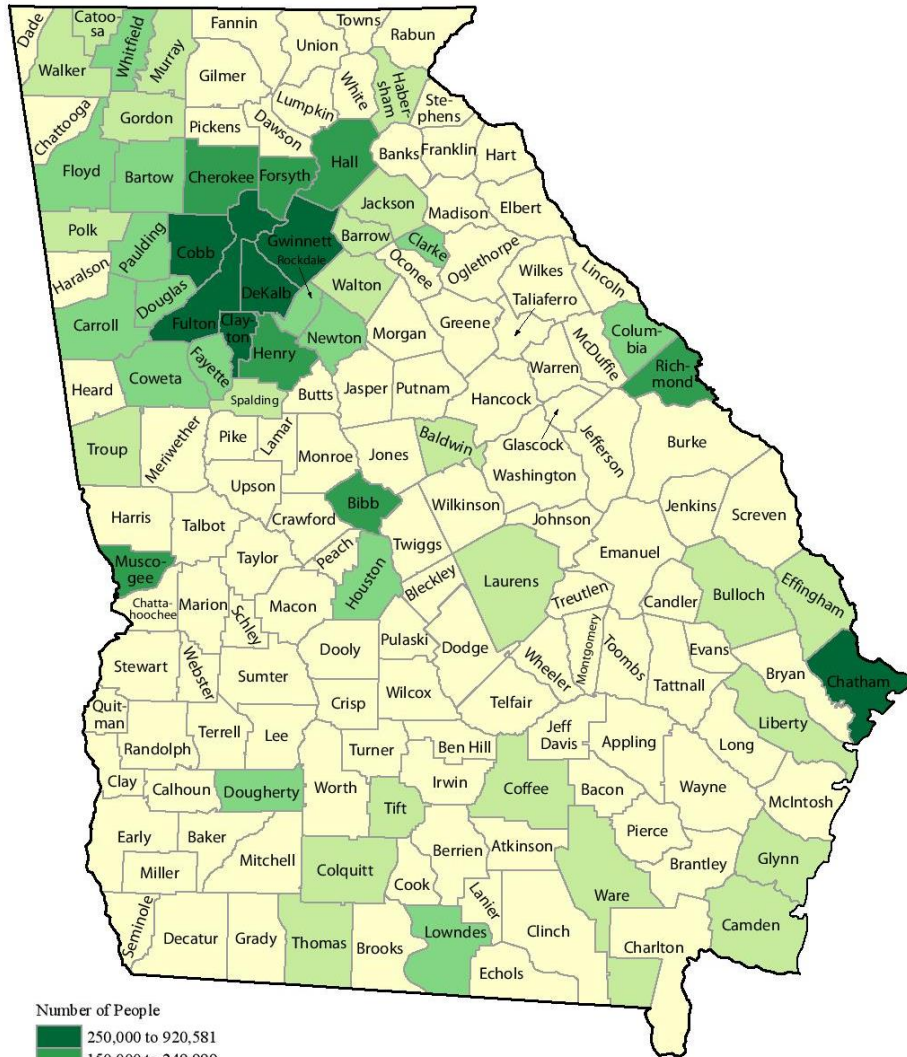 Dade
Catoo-
sa
Whitfield
Murray
Fannin
Towns
Union
Rabun
Walker
Gilmer
White
Haber-
sham
Lumpkin
Ste-
phens
Chattooga
Gordon
Pickens
Dawson
Banks
Franklin
Hart
Floyd
Bartow
Cherokee
Forsyth
Hall
Jackson
Madison
Elbert
Polk
Paulding
Cobb
Gwinnett
Barrow
Clarke
Oconee
Oglethorpe
Wilkes
Lincoln
Haralson
Douglas
Rockdale
DeKalb
Walton
Taliaferro
Carroll
Fulton
Clay-
ton
Henry
Newton
Morgan
Greene
McDuffie
Colum-
bia
Warren
Rich-
mond
Heard
Coweta
Fayette
Spalding
Butts
Jasper
Putnam
Hancock
Troup
Meriwether
Pike
Lamar
Monroe
Jones
Baldwin
Glascock
Jefferson
Burke
Washington
Upson
Bibb
Wilkinson
Jenkins
Screven
Harris
Talbot
Crawford
Johnson
Peach
Twiggs
Emanuel
Musco-
gee
Taylor
Houston
Bleckley
Laurens
Treutlen
Candler
Bulloch
Effingham
Chatta-
hoochee
Marion
Schley
Macon
Dooly
Pulaski
Dodge
Wheeler
Montgomery
Toombs
Evans
Bryan
Chatham
Stewart
Webster
Sumter
Crisp
Wilcox
Telfair
Tattnall
Liberty
Quit-
man
Randolph
Terrell
Lee
Turner
Ben Hill
Jeff
Davis
Appling
Long
Clay
Calhoun
Dougherty
Worth
Tift
Irwin
Coffee
Bacon
Wayne
McIntosh
Early
Baker
Mitchell
Berrien
Atkinson
Pierce
Brantley
Glynn
Miller
Colquitt
Cook
Lanier
Ware
Camden
Seminole
Decatur
Grady
Thomas
Brooks
Lowndes
Clinch
Charlton
Echols
Number of People
250,000 to 920,581